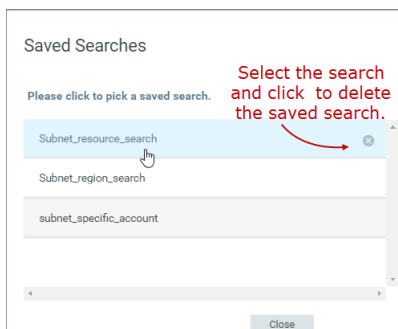 Saved Searches
Select the search
and click to delete
the saved search.
Please click to pick a saved search.
Subnet_resource_search
Subnet_region_search
subnet_specific_account
Close